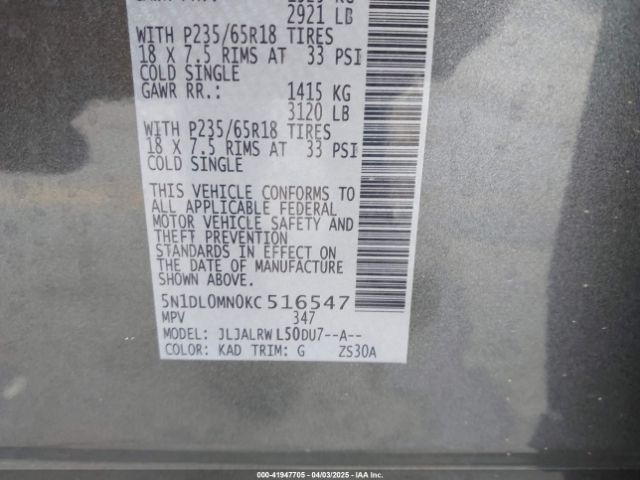 2921 LB
WITH P235/65R18 TIRES
18 X 7.5 RIMS AT 33 PSI
COLD SINGLE
GAWR RR.: 1415 KG
3120 LB
WITH P235/65R18 TIRES
18 X 7.5 RIMS AT 33 PSI
COLD SINGLE
THIS VEHICLE CONFORMS TO
ALL APPLICABLE FEDERAL
MOTOR VEHICLE SAFETY AND
THEFT PREVENTION
STANDARDS IN EFFECT ON
THE DATE OF MANUFACTURE
SHOWN ABOVE.
5N1DL0MN0KC516547
MPV 347
MODEL: JLJALRWL50DU7--A--
COLOR: KAD TRIM: G ZS30A
000-41947705 - 04/03/2025 - IAA Inc.